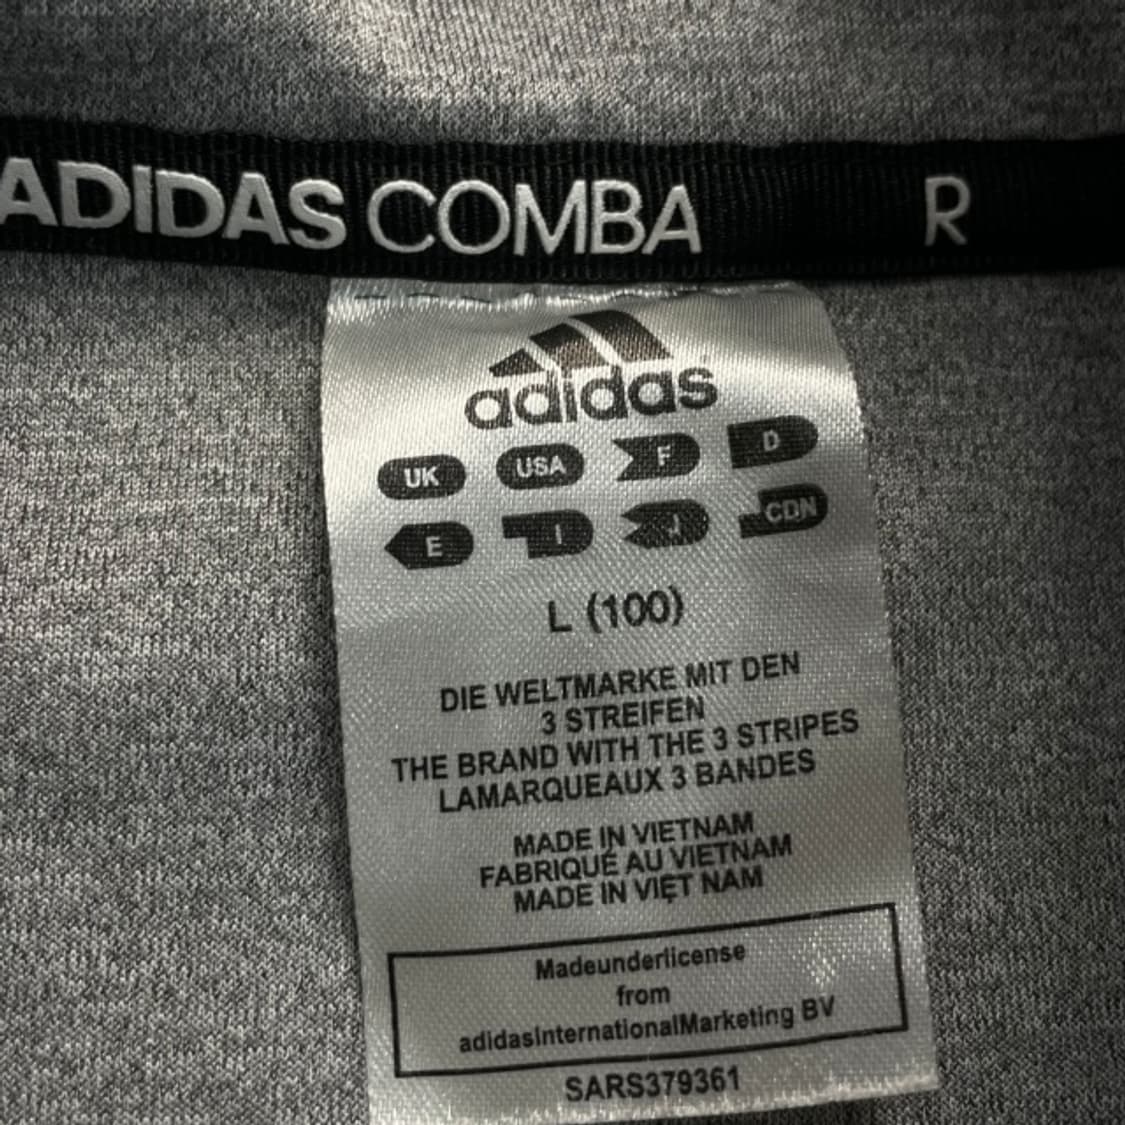 ADIDAS COMBA R
adidas
UK USA F D
E I J CDN
L (100)
DIE WELTMARKE MIT DEN
3 STREIFEN
THE BRAND WITH THE 3 STRIPES
LAMARQUEAUX 3 BANDES
MADE IN VIETNAM
FABRIQUÉ AU VIETNAM
MADE IN VIỆT NAM
Madeunderlicense
from
adidasInternationalMarketing BV
SARS379361